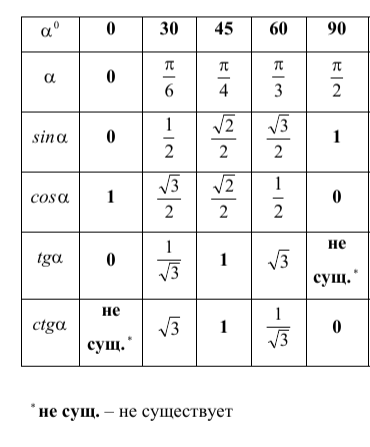 α⁰ 0 30 45 60 90
α 0 π/6 π/4 π/3 π/2
sinα 0 1/2 √2/2 √3/2 1
cosα 1 √3/2 √2/2 1/2 0
tgα 0 1/√3 1 √3 не сущ.*
ctgα не сущ.* √3 1 1/√3 0
* не сущ. – не существует